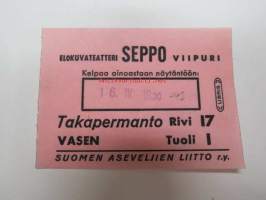 ELOKUVATEATTERI SEPPO VIIPURI
Kelpaa ainoastaan näytäntöön:
Takapermanto Rivi 17
VASEN Tuoli 1
SUOMEN ASEVELJIEN LIITTO r.y.